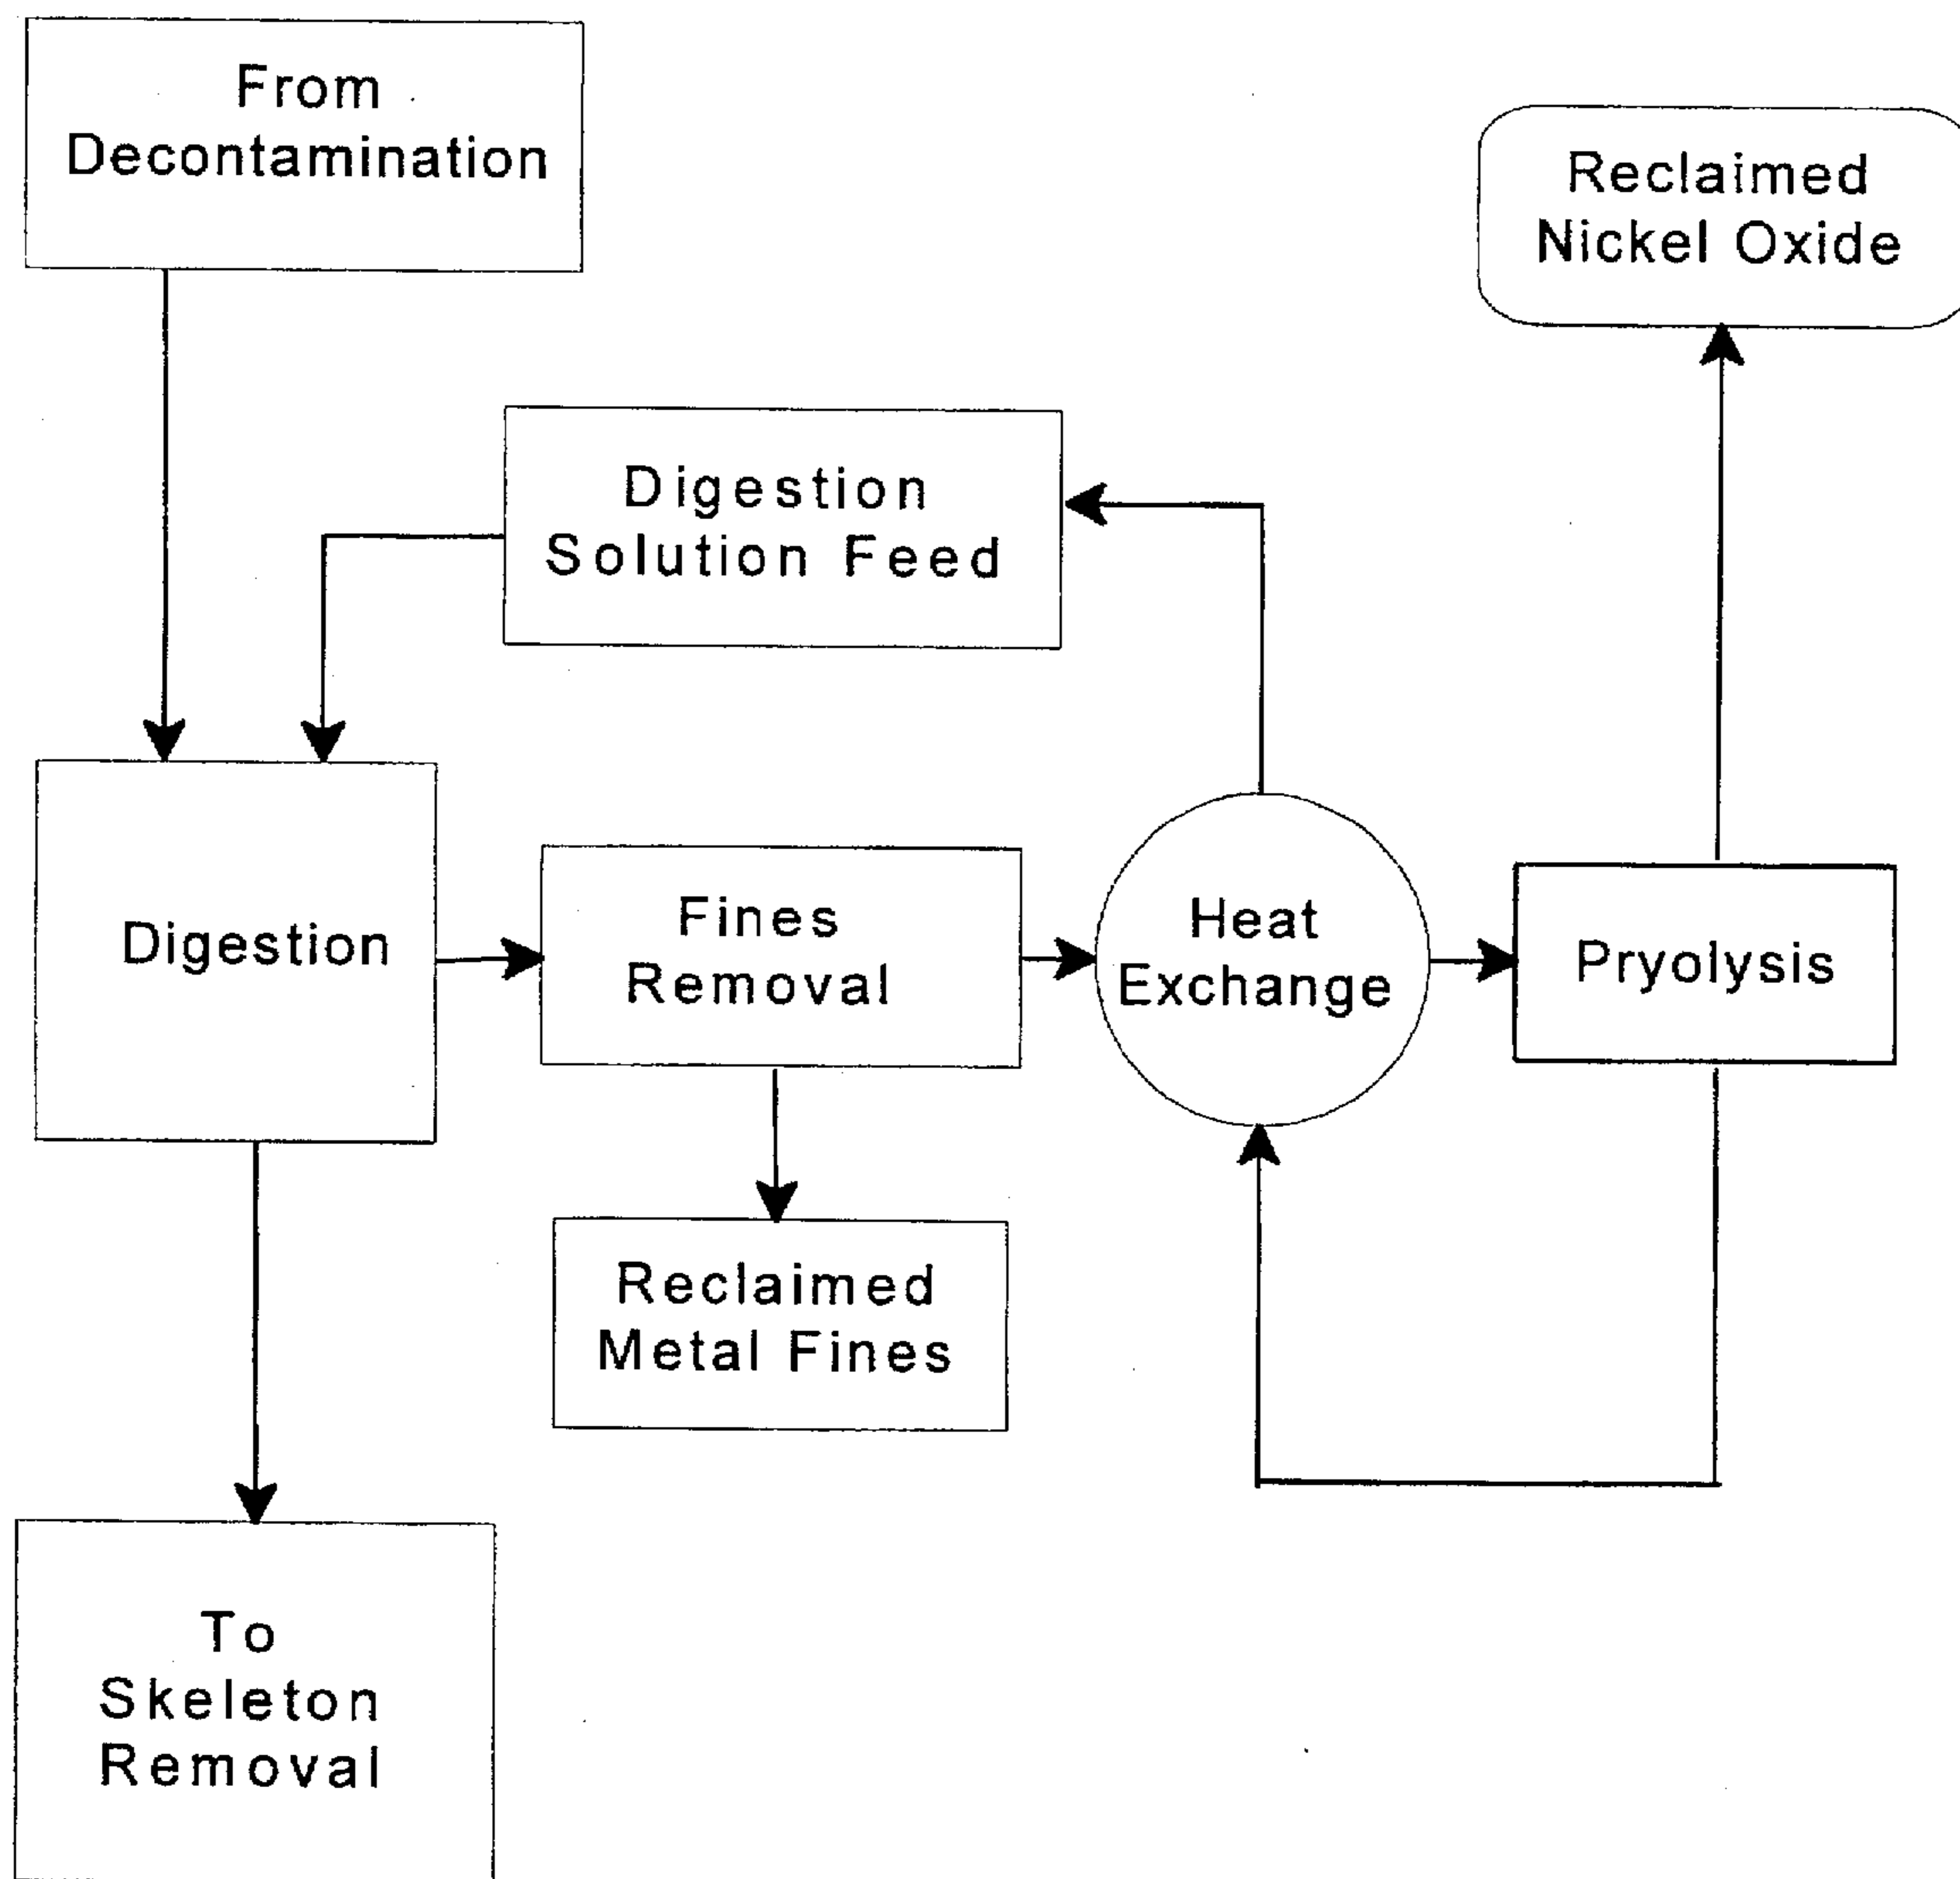 From
Decontamination
Reclaimed
Nickel Oxide
Digestion
Solution Feed
Digestion
Fines
Removal
Heat
Exchange
Pryolysis
Reclaimed
Metal Fines
To
Skeleton
Removal